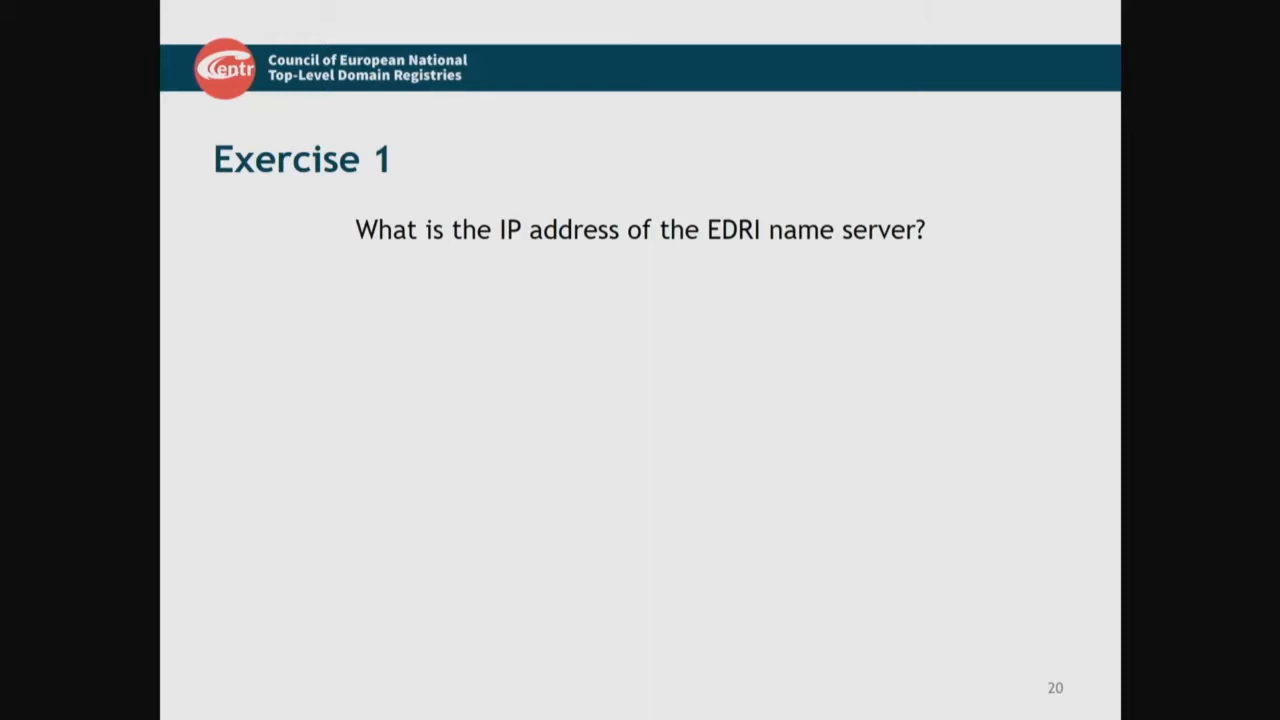 Centr
Council of European National
Top-Level Domain Registries
Exercise 1
What is the IP address of the EDRI name server?
20